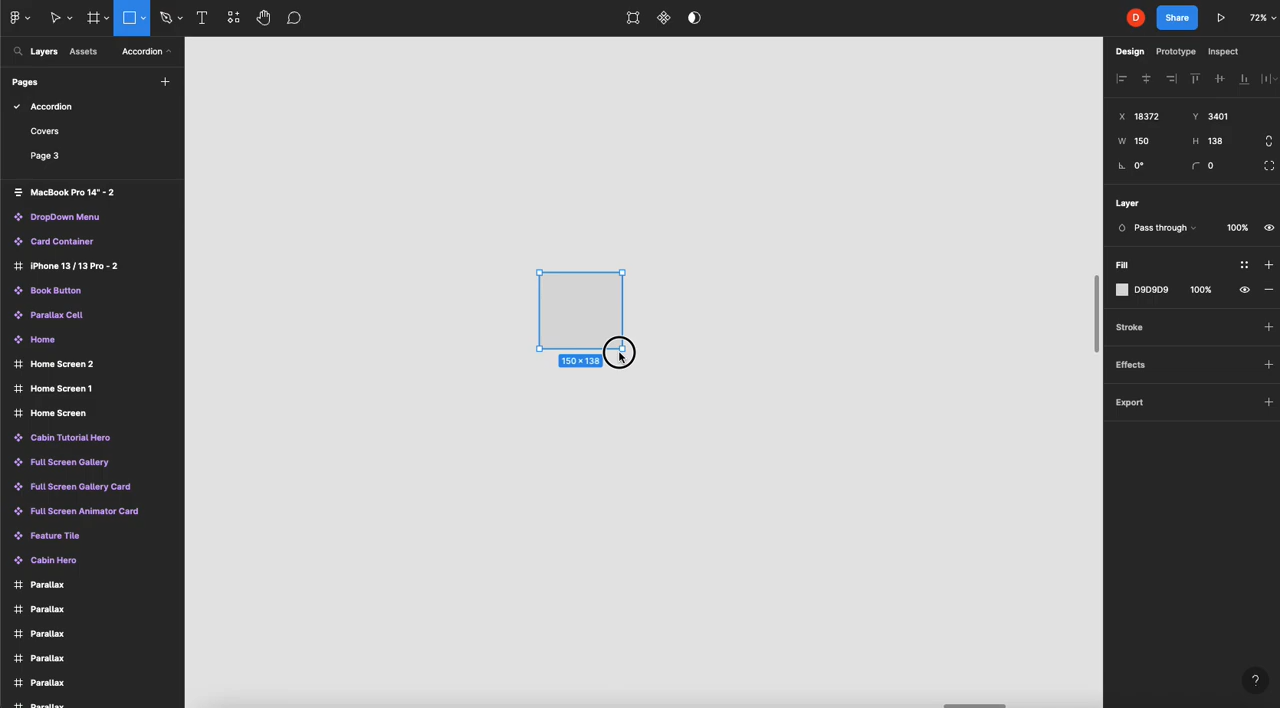 D
Share
72%
Layers
Assets
Accordion
Design
Prototype
Inspect
Pages
Accordion
Covers
Page 3
MacBook Pro 14" - 2
DropDown Menu
Card Container
iPhone 13 / 13 Pro - 2
Book Button
Parallax Cell
Home
Home Screen 2
Home Screen 1
Home Screen
Cabin Tutorial Hero
Full Screen Gallery
Full Screen Gallery Card
Full Screen Animator Card
Feature Tile
Cabin Hero
Parallax
Parallax
Parallax
Parallax
Parallax
Parallax
150 × 138
X 18372 Y 3401
W 150 H 138
0° 0
Layer
Pass through 100%
Fill
D9D9D9 100%
Stroke
Effects
Export
?